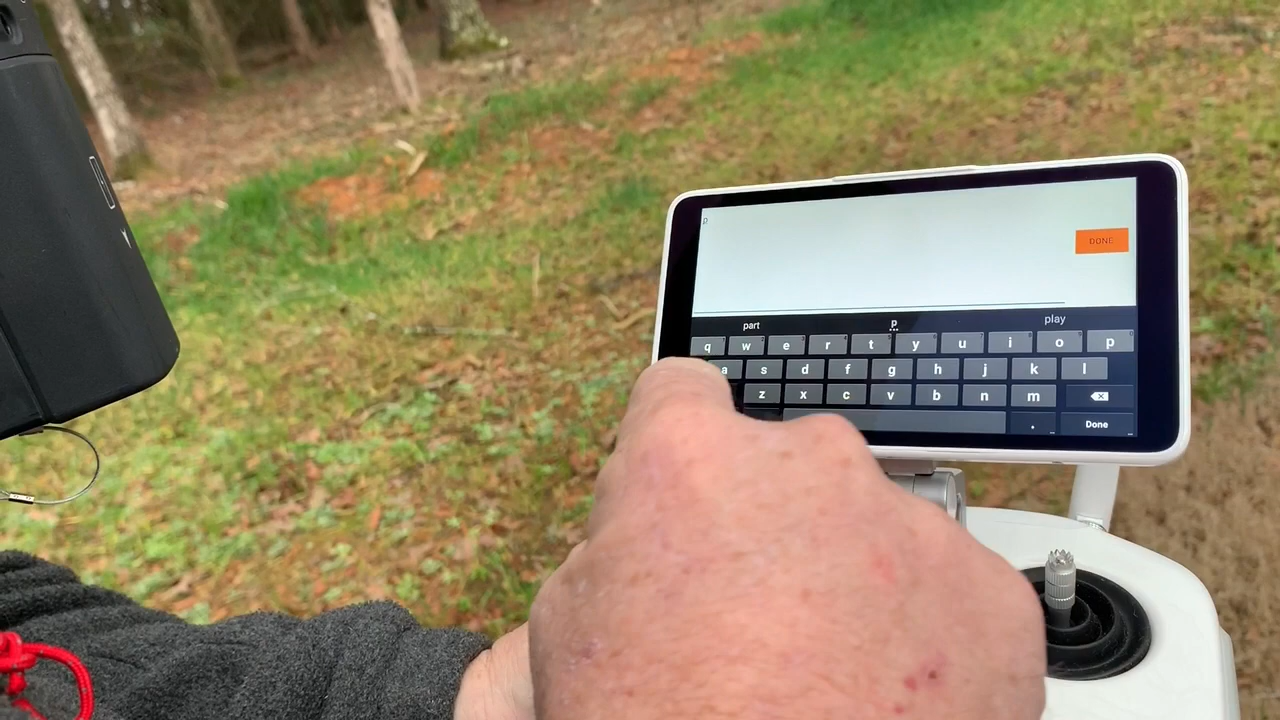 p
DONE
part p play
q w e r t y u i o p
a s d f g h j k l
z x c v b n m
. Done